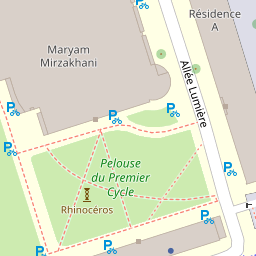 Résidence
A
Maryam
Mirzakhani
Allée Lumière
P
P
P
P
Pelouse
du Premier
Cycle
Rhinocéros
P
P